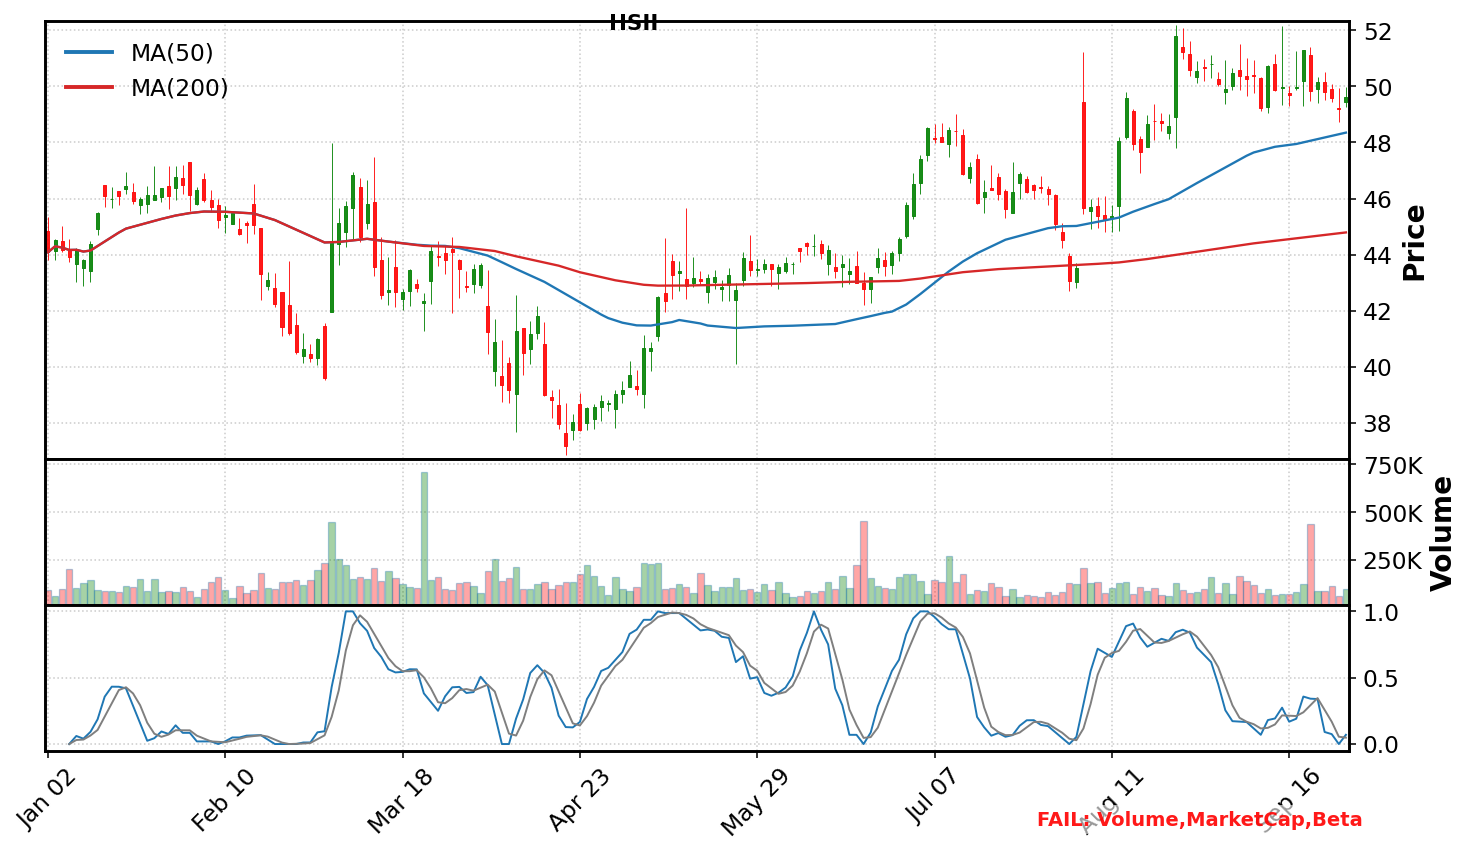 HSII
MA(50)
MA(200)
52
50
48
46
44
42
40
38
Price
750K
500K
250K
Volume
1.0
0.5
0.0
Jan 02
Feb 10
Mar 18
Apr 23
May 29
Jul 07
Aug 11
Sep 16
FAIL: Volume,MarketCap,Beta